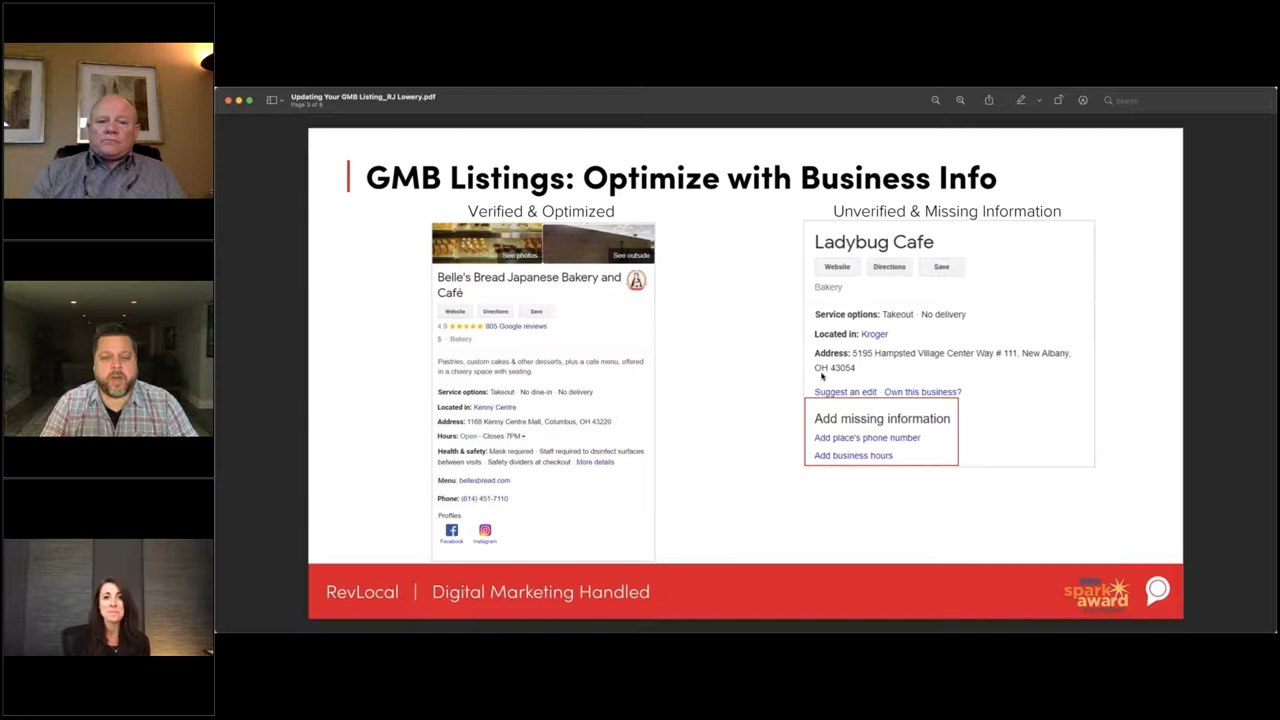 Updating Your GMB Listing_RJ Lowery.pdf
Page 3 of 8
Search
GMB Listings: Optimize with Business Info
Verified & Optimized
See photos
See outside
Belle's Bread Japanese Bakery and
Café
Website Directions Save
4.9 ★★★★★ 805 Google reviews
$ · Bakery
Pastries, custom cakes & other desserts, plus a cafe menu, offered
in a cheery space with seating.
Service options: Takeout · No dine-in · No delivery
Located in: Kenny Centre
Address: 1168 Kenny Centre Mall, Columbus, OH 43220
Hours: Open · Closes 7PM
Health & safety: Mask required · Staff required to disinfect surfaces
between visits · Safety dividers at checkout · More details
Menu: bellesbread.com
Phone: (614) 451-7110
Profiles
Facebook Instagram
Unverified & Missing Information
Ladybug Cafe
Website Directions Save
Bakery
Service options: Takeout · No delivery
Located in: Kroger
Address: 5195 Hampsted Village Center Way # 111, New Albany,
OH 43054
Suggest an edit · Own this business?
Add missing information
Add place's phone number
Add business hours
RevLocal | Digital Marketing Handled
spark
award